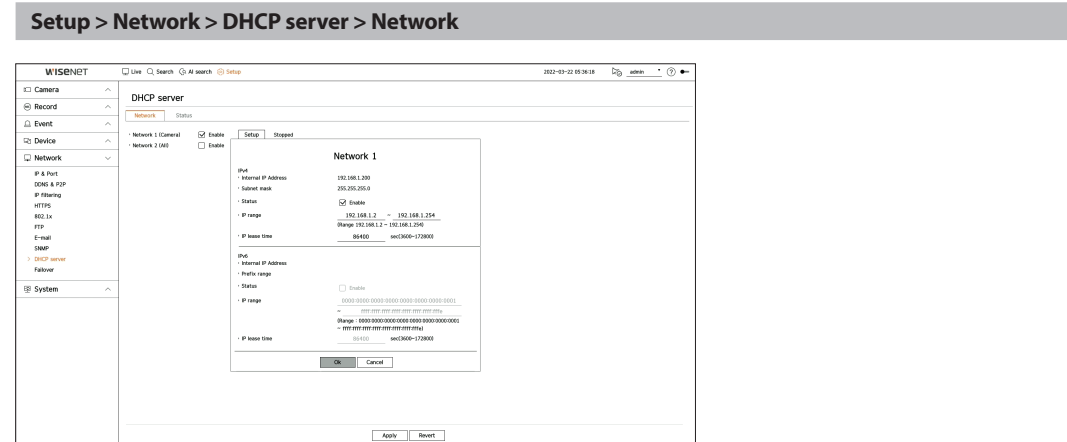 Setup > Network > DHCP server > Network
WISENET Live Search AI search Setup 2022-03-22 05:36:18 admin ?
Camera
Record
Event
Device
Network
IP & Port
DDNS & P2P
IP filtering
HTTPS
802.1x
FTP
E-mail
SNMP
> DHCP server
Failover
System
DHCP server
Network Status
· Network 1 (Camera) Enable Setup Stopped
· Network 2 (All) Enable
Network 1
IPv4
· Internal IP Address 192.168.1.200
· Subnet mask 255.255.255.0
· Status Enable
· IP range 192.168.1.2 ~ 192.168.1.254
(Range 192.168.1.2 ~ 192.168.1.254)
· IP lease time 86400 sec(3600~172800)
IPv6
· Internal IP Address
· Prefix range
· Status Enable
· IP range 0000:0000:0000:0000:0000:0000:0000:0001
~ ffff:ffff:ffff:ffff:ffff:ffff:ffff:fffe
(Range : 0000:0000:0000:0000:0000:0000:0000:0001
~ ffff:ffff:ffff:ffff:ffff:ffff:ffff:fffe)
· IP lease time 86400 sec(3600~172800)
Ok Cancel
Apply Revert